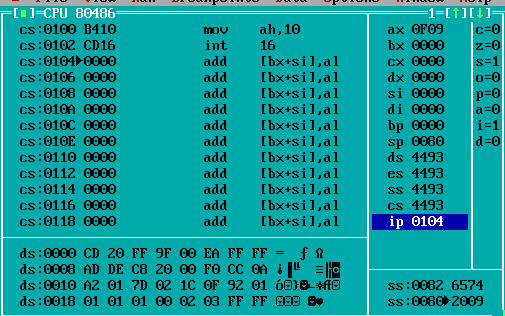 [■]=CPU 80486 1=[↑][↓]
cs:0100 B410 mov ah,10 ax 0F09 c=0
cs:0102 CD16 int 16 bx 0000 z=0
cs:0104►0000 add [bx+si],al cx 0000 s=1
cs:0106 0000 add [bx+si],al dx 0000 o=0
cs:0108 0000 add [bx+si],al si 0000 p=0
cs:010A 0000 add [bx+si],al di 0000 a=0
cs:010C 0000 add [bx+si],al bp 0000 i=1
cs:010E 0000 add [bx+si],al sp 0080 d=0
cs:0110 0000 add [bx+si],al ds 4493
cs:0112 0000 add [bx+si],al es 4493
cs:0114 0000 add [bx+si],al ss 4493
cs:0116 0000 add [bx+si],al cs 4493
cs:0118 0000 add [bx+si],al ip 0104
ds:0000 CD 20 FF 9F 00 EA FF FF = ƒ Ω
ds:0008 AD DE C8 20 00 F0 CC 0A ss:0082 6574
ds:0010 A2 01 7D 02 1C 0F 92 01 ss:0080►2009
ds:0018 01 01 01 00 02 03 FF FF ☺☺☺ ☻♥